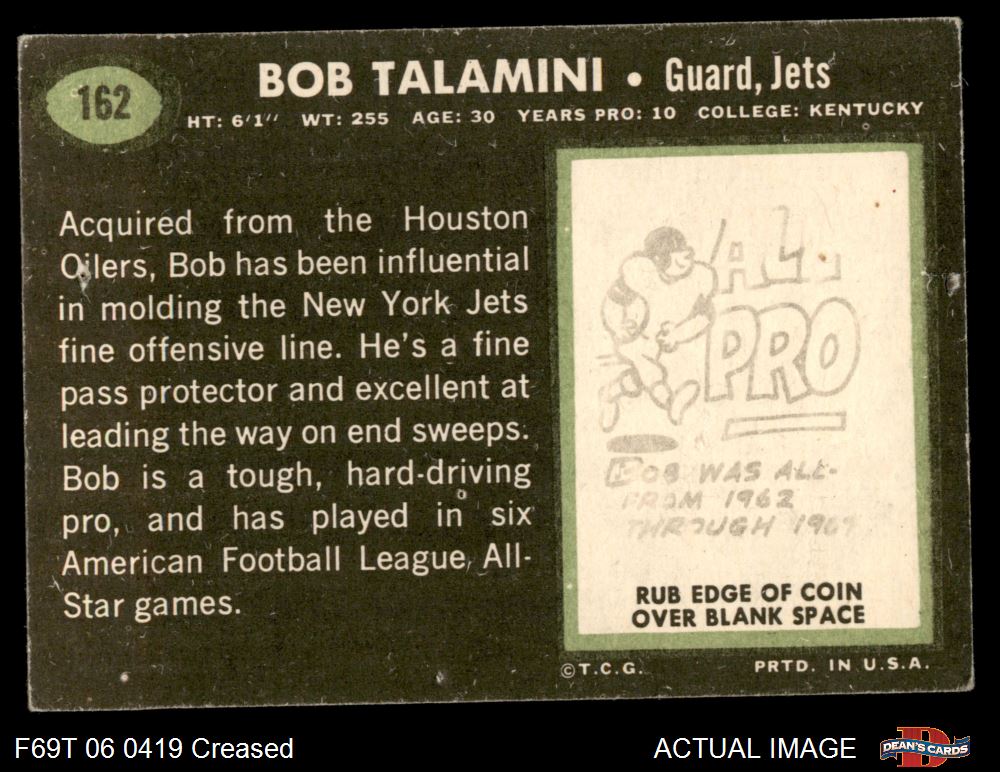 162
BOB TALAMINI • Guard, Jets
HT: 6'1" WT: 255 AGE: 30 YEARS PRO: 10 COLLEGE: KENTUCKY
Acquired from the Houston
Oilers, Bob has been influential
in molding the New York Jets
fine offensive line. He's a fine
pass protector and excellent at
leading the way on end sweeps.
Bob is a tough, hard-driving
pro, and has played in six
American Football League All-
Star games.
ALL
PRO
BOB WAS ALL-
FROM 1962
THROUGH
RUB EDGE OF COIN
OVER BLANK SPACE
©T.C.G. PRTD. IN U.S.A.
F69T 06 0419 Creased
ACTUAL IMAGE
DEAN'S CARDS